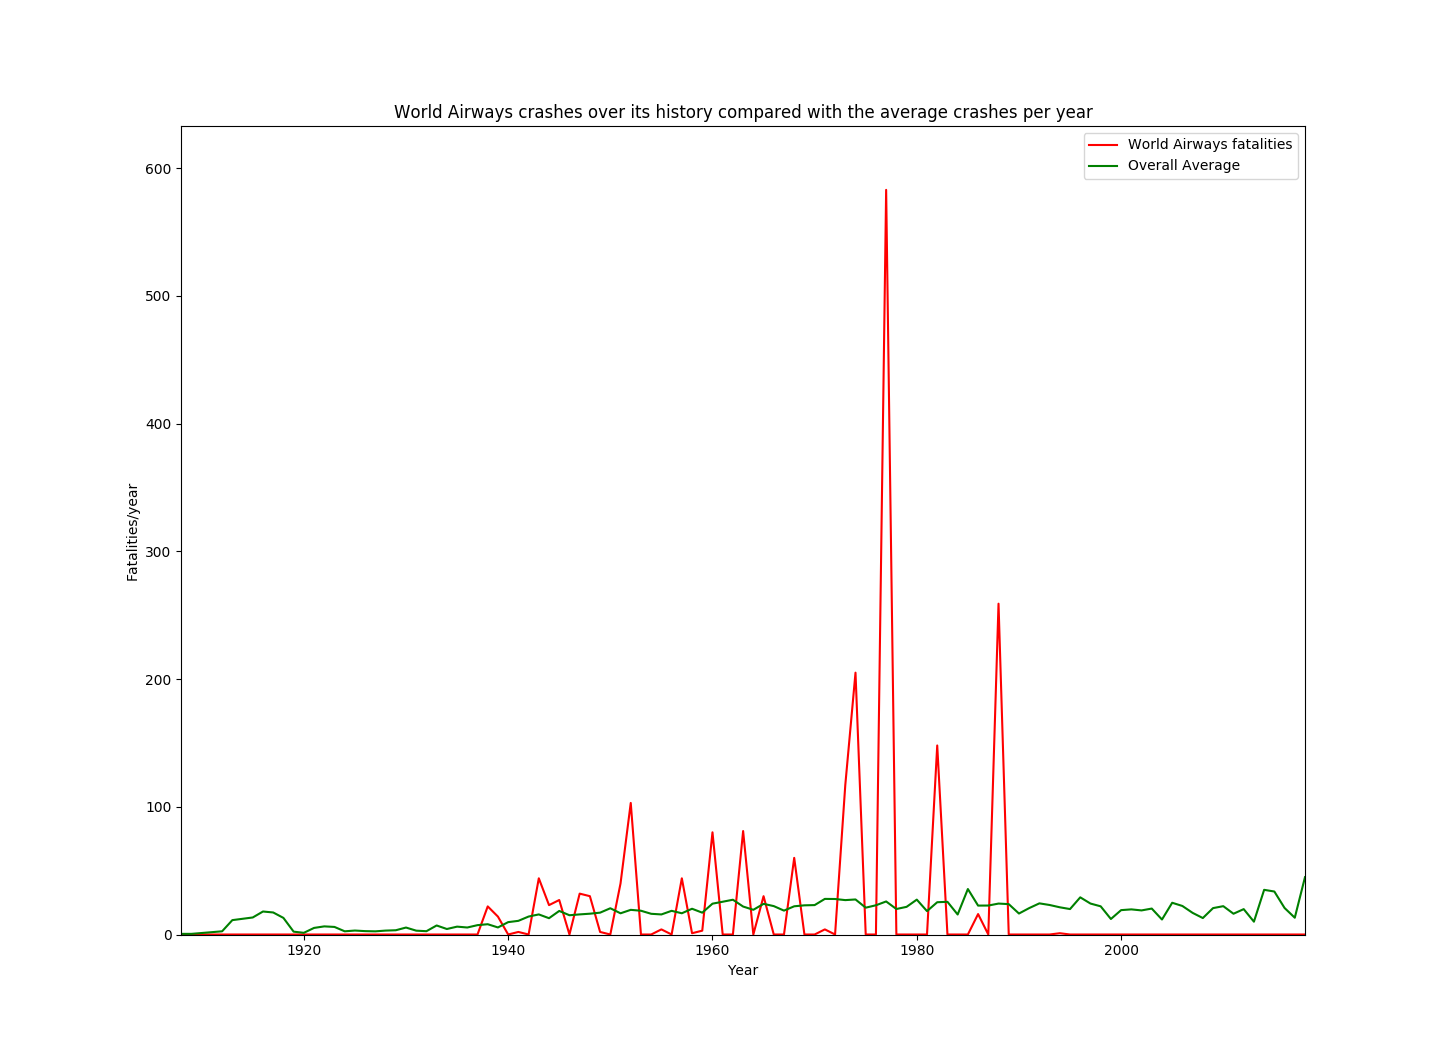 World Airways crashes over its history compared with the average crashes per year
World Airways fatalities
Overall Average
600
500
400
300
200
100
0
Fatalities/year
1920 1940 1960 1980 2000
Year